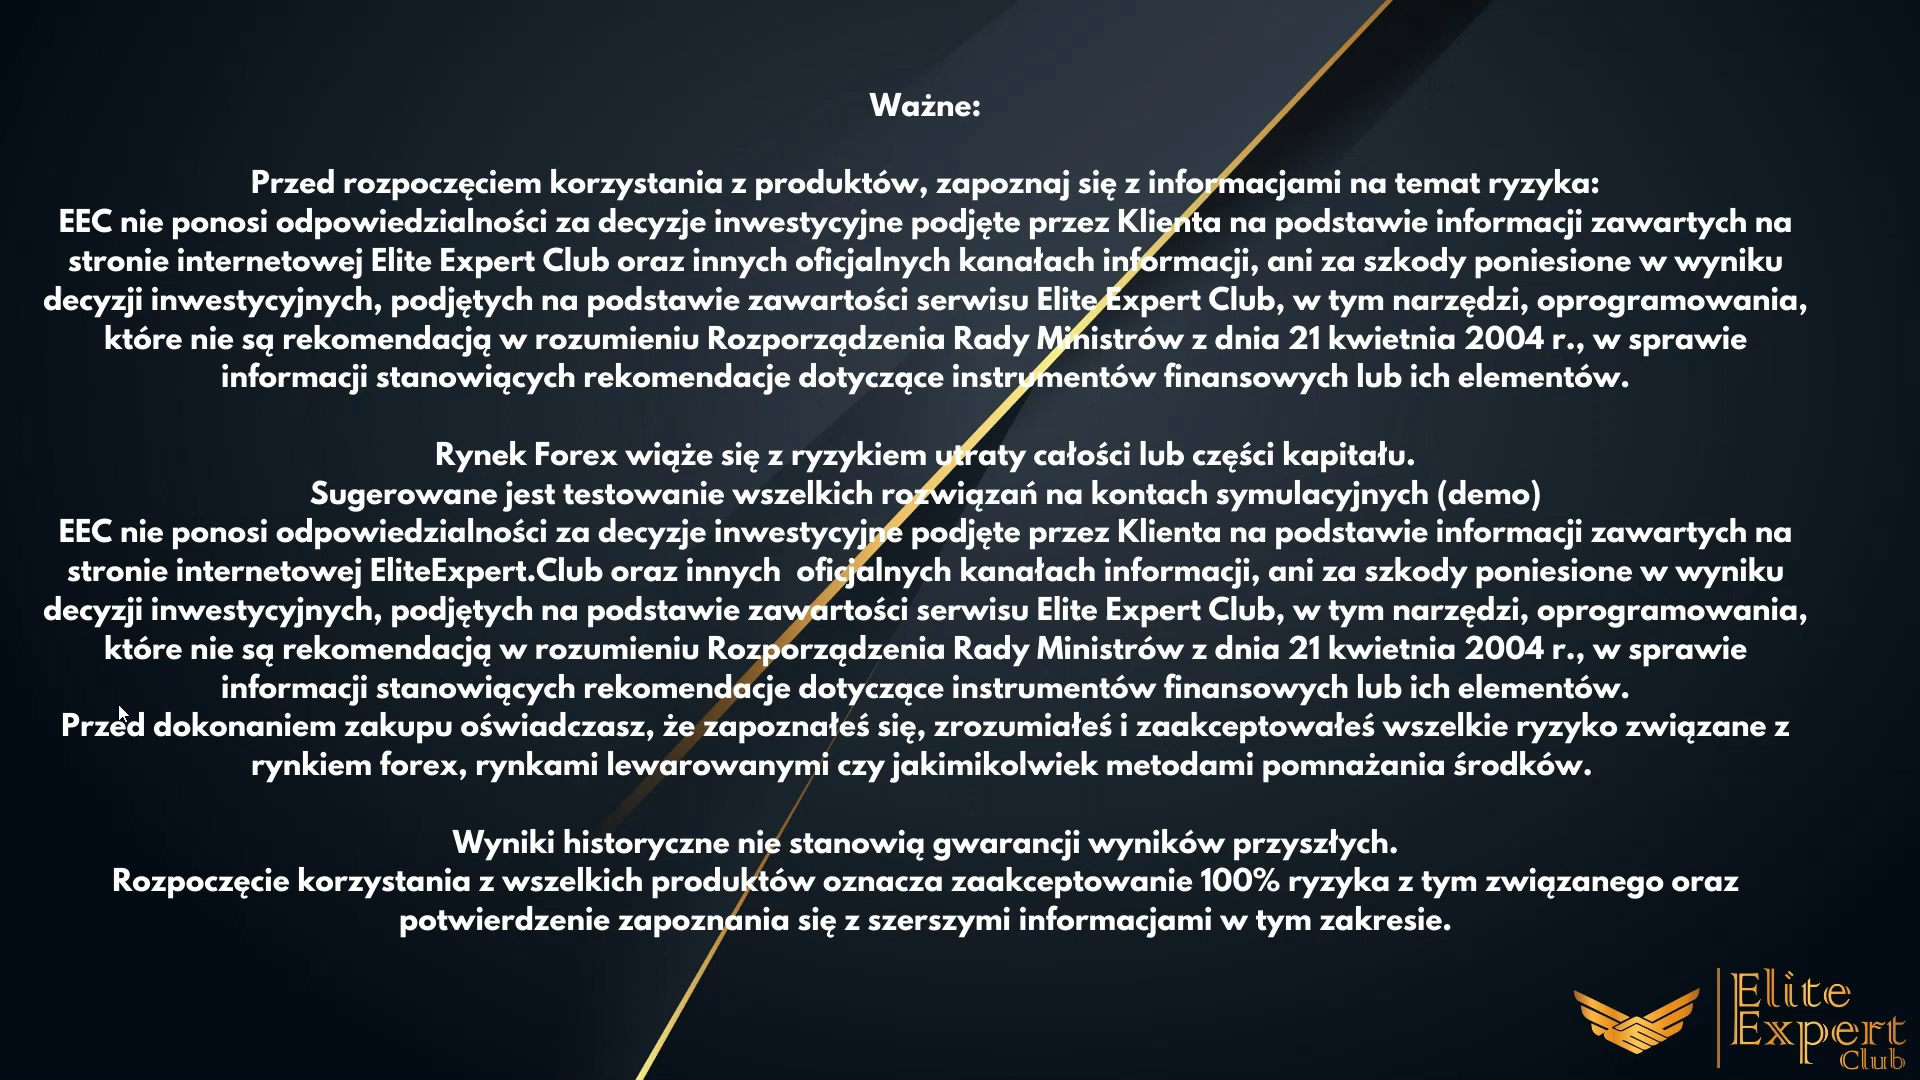 Ważne:
Przed rozpoczęciem korzystania z produktów, zapoznaj się z informacjami na temat ryzyka:
EEC nie ponosi odpowiedzialności za decyzje inwestycyjne podjęte przez Klienta na podstawie informacji zawartych na
stronie internetowej Elite Expert Club oraz innych oficjalnych kanałach informacji, ani za szkody poniesione w wyniku
decyzji inwestycyjnych, podjętych na podstawie zawartości serwisu Elite Expert Club, w tym narzędzi, oprogramowania,
które nie są rekomendacją w rozumieniu Rozporządzenia Rady Ministrów z dnia 21 kwietnia 2004 r., w sprawie
informacji stanowiących rekomendacje dotyczące instrumentów finansowych lub ich elementów.
Rynek Forex wiąże się z ryzykiem utraty całości lub części kapitału.
Sugerowane jest testowanie wszelkich rozwiązań na kontach symulacyjnych (demo)
EEC nie ponosi odpowiedzialności za decyzje inwestycyjne podjęte przez Klienta na podstawie informacji zawartych na
stronie internetowej EliteExpert.Club oraz innych  oficjalnych kanałach informacji, ani za szkody poniesione w wyniku
decyzji inwestycyjnych, podjętych na podstawie zawartości serwisu Elite Expert Club, w tym narzędzi, oprogramowania,
które nie są rekomendacją w rozumieniu Rozporządzenia Rady Ministrów z dnia 21 kwietnia 2004 r., w sprawie
informacji stanowiących rekomendacje dotyczące instrumentów finansowych lub ich elementów.
Przed dokonaniem zakupu oświadczasz, że zapoznałeś się, zrozumiałeś i zaakceptowałeś wszelkie ryzyko związane z
rynkiem forex, rynkami lewarowanymi czy jakimikolwiek metodami pomnażania środków.
Wyniki historyczne nie stanowią gwarancji wyników przyszłych.
Rozpoczęcie korzystania z wszelkich produktów oznacza zaakceptowanie 100% ryzyka z tym związanego oraz
potwierdzenie zapoznania się z szerszymi informacjami w tym zakresie.
Elite
Expert
Club